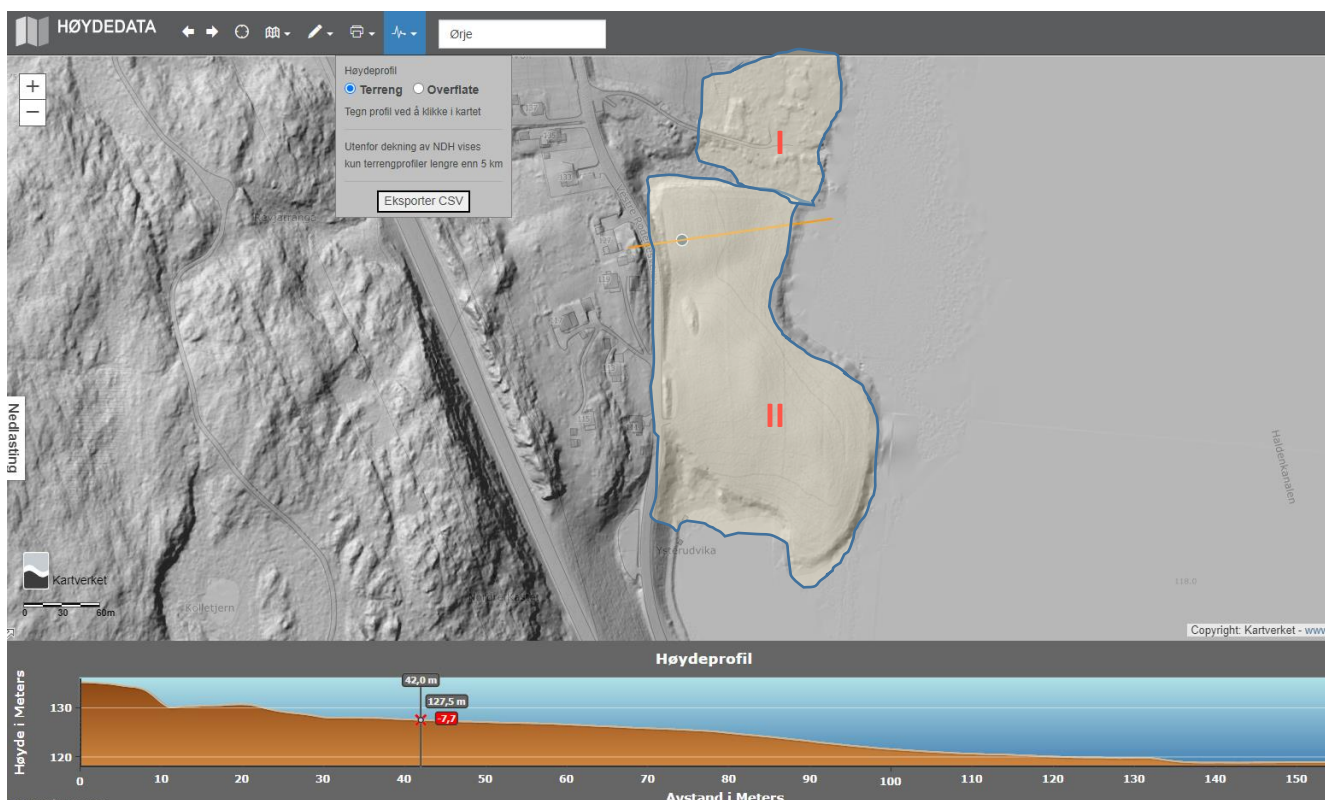 HØYDEDATA
Ørje
Høydeprofil
Terreng Overflate
Tegn profil ved å klikke i kartet
Utenfor dekning av NDH vises
kun terrengprofiler lengre enn 5 km
Eksporter CSV
+
−
I
II
Nedlasting
Haldenkanalen
Ysterudvika
118.0
Kolletjern
Kartverket
0 30 60m
Copyright: Kartverket - www
Høydeprofil
Høyde i Meters
130
120
42,0 m
127,5 m
-7,7
0 10 20 30 40 50 60 70 80 90 100 110 120 130 140 150
Avstand i Meters